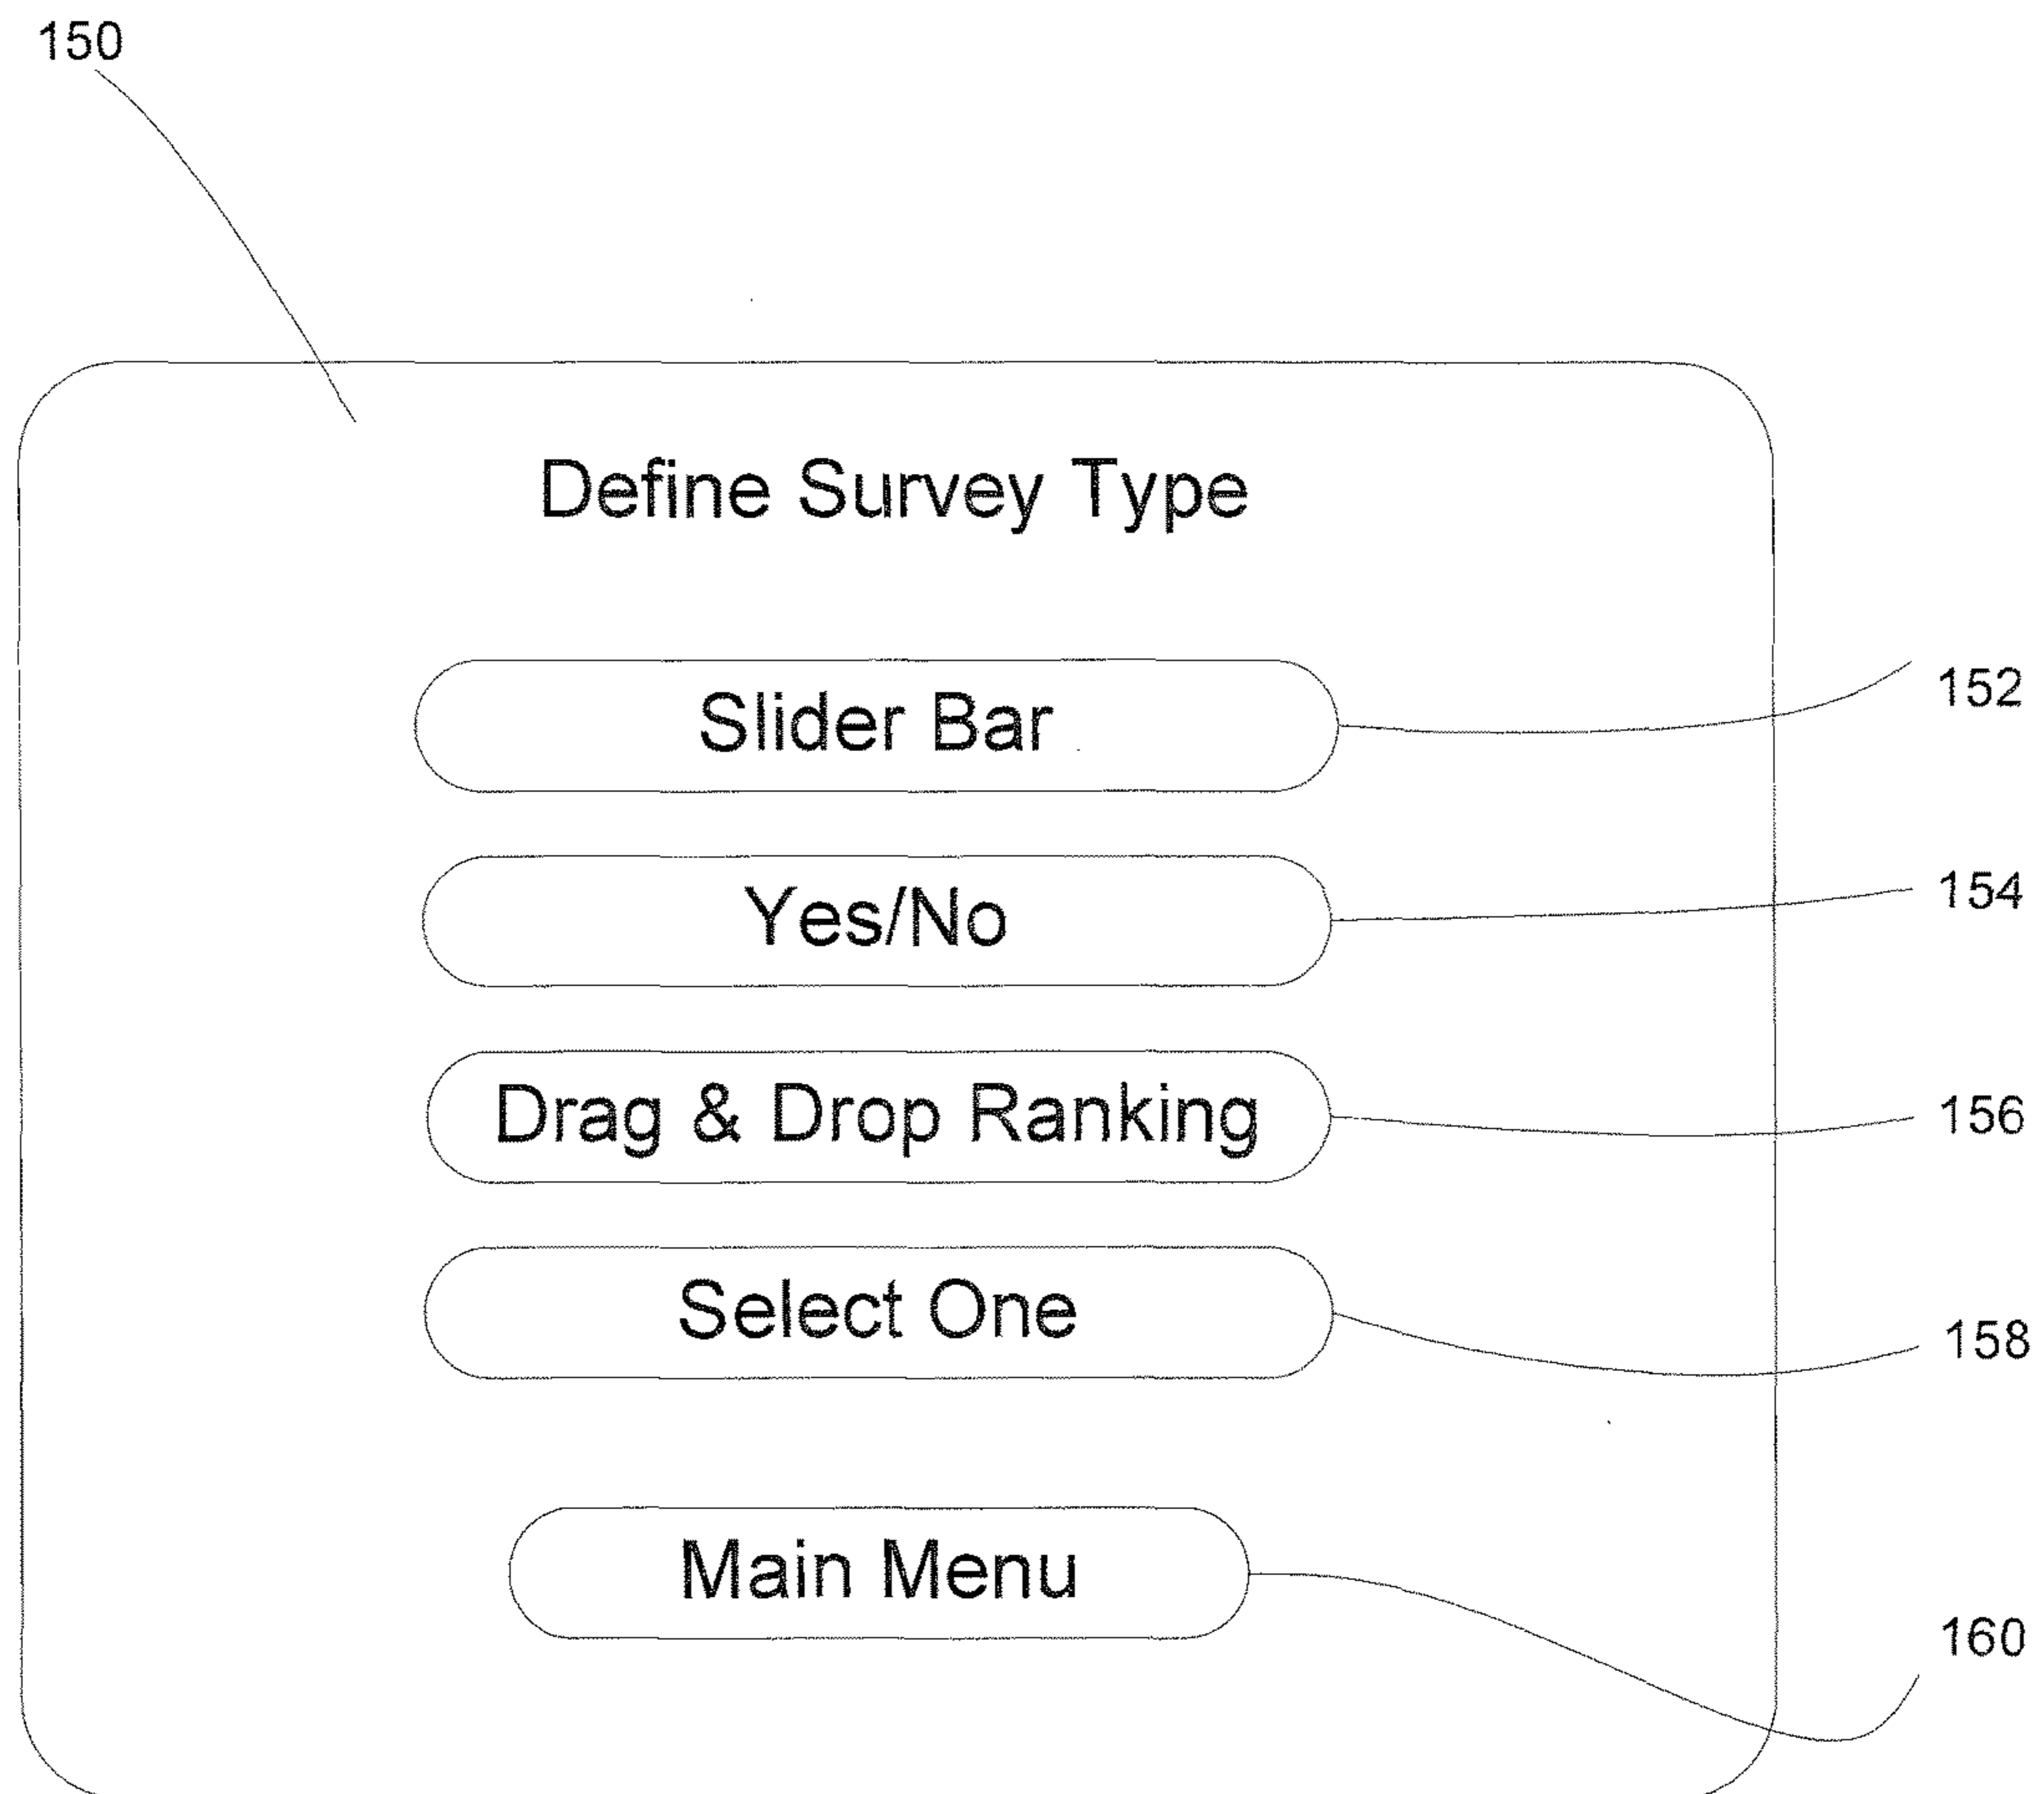 150
Define Survey Type
Slider Bar
152
Yes/No
154
Drag & Drop Ranking
156
Select One
158
Main Menu
160